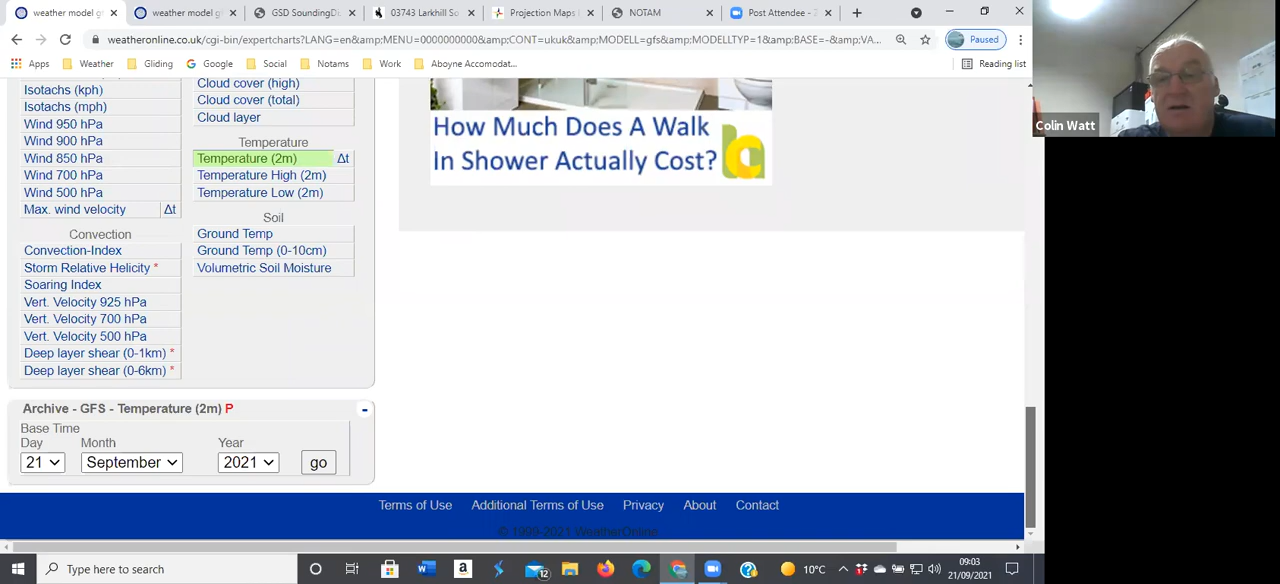 weather model gf
weather model gf
GSD SoundingDi
03743 Larkhill So
Projection Maps
NOTAM
Post Attendee - Z
weatheronline.co.uk/cgi-bin/expertcharts?LANG=en&amp;MENU=0000000000&amp;CONT=ukuk&amp;MODELL=gfs&amp;MODELLTYP=1&amp;BASE=-&amp;VA...
Paused
Apps
Weather
Gliding
Google
Social
Notams
Work
Aboyne Accomodat...
Reading list
Isotachs (kph)
Isotachs (mph)
Wind 950 hPa
Wind 900 hPa
Wind 850 hPa
Wind 700 hPa
Wind 500 hPa
Max. wind velocity Δt
Convection
Convection-Index
Storm Relative Helicity *
Soaring Index
Vert. Velocity 925 hPa
Vert. Velocity 700 hPa
Vert. Velocity 500 hPa
Deep layer shear (0-1km) *
Deep layer shear (0-6km) *
Cloud cover (high)
Cloud cover (total)
Cloud layer
Temperature
Temperature (2m) Δt
Temperature High (2m)
Temperature Low (2m)
Soil
Ground Temp
Ground Temp (0-10cm)
Volumetric Soil Moisture
How Much Does A Walk
In Shower Actually Cost?
Colin Watt
Archive - GFS - Temperature (2m) P
Base Time
Day Month Year
21 September 2021 go
Terms of Use Additional Terms of Use Privacy About Contact
© 1999-2021 WeatherOnline
Type here to search
12
10°C
09:03
21/09/2021